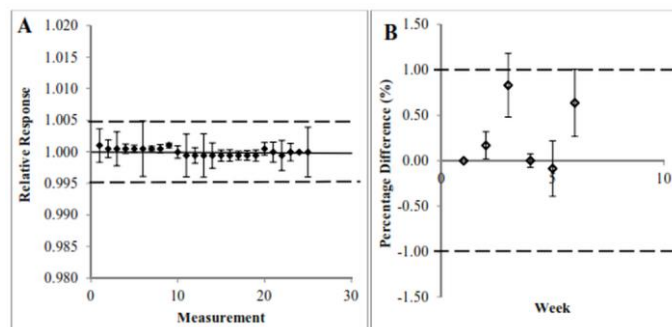 A
Relative Response
1.020
1.015
1.010
1.005
1.000
0.995
0.990
0.985
0.980
0 10 20 30
Measurement
B
Percentage Difference (%)
1.50
1.00
0.50
0.00
-0.50
-1.00
-1.50
0 5 10
Week